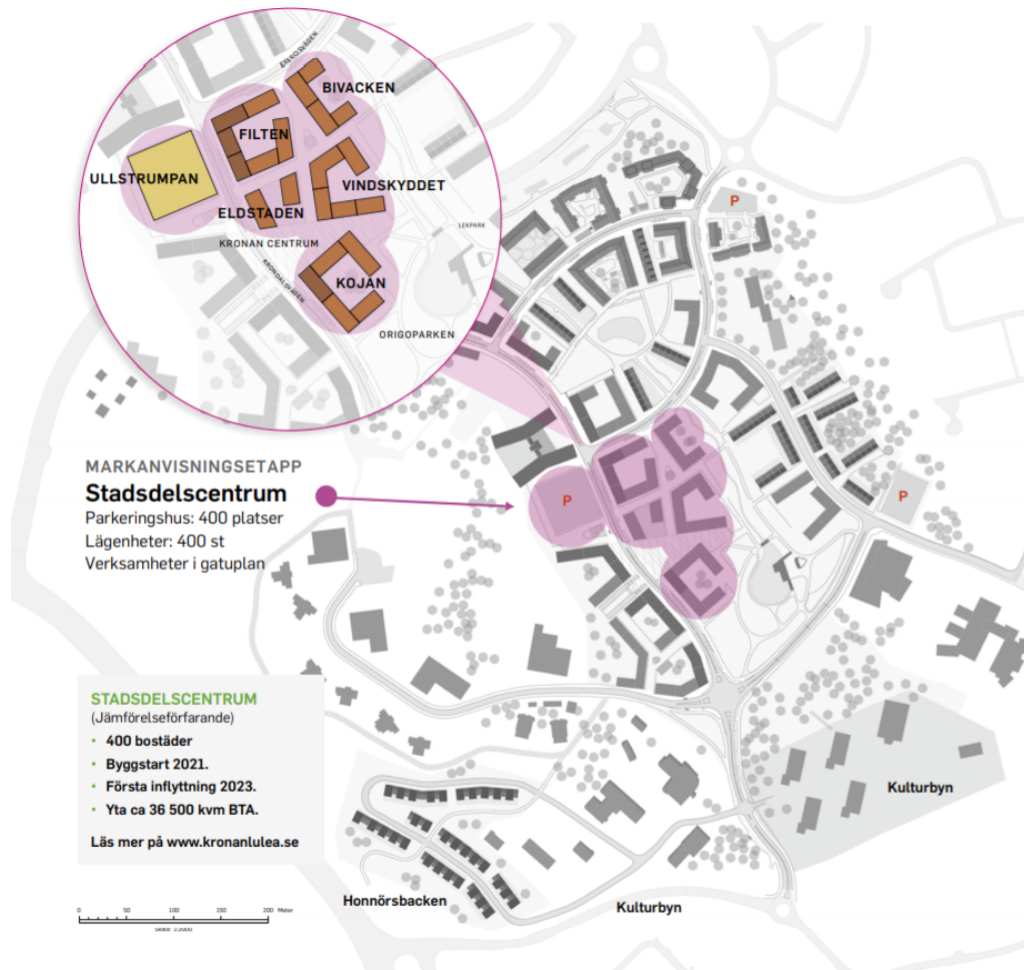 BIVACKEN
FILTEN
ULLSTRUMPAN
VINDSKYDDET
ELDSTADEN
LEKPARK
KRONAN CENTRUM
KRONDALSVÄGEN
KOJAN
ORIGOPARKEN
P
MARKANVISNINGSETAPP
Stadsdelscentrum
Parkeringshus: 400 platser
Lägenheter: 400 st
Verksamheter i gatuplan
P
P
STADSDELSCENTRUM
(Jämförelseförfarande)
• 400 bostäder
• Byggstart 2021.
• Första inflyttning 2023.
• Yta ca 36 500 kvm BTA.
Läs mer på www.kronanlulea.se
Kulturbyn
Honnörsbacken
Kulturbyn
0 50 100 150 200 Meter